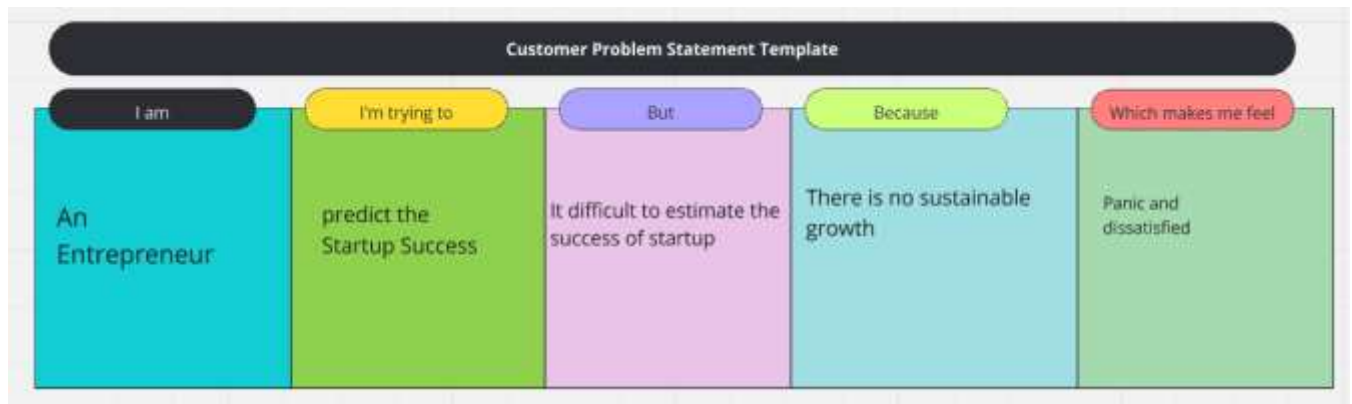 Customer Problem Statement Template
I am
I'm trying to
But
Because
Which makes me feel
An
Entrepreneur
predict the
Startup Success
It difficult to estimate the
success of startup
There is no sustainable
growth
Panic and
dissatisfied